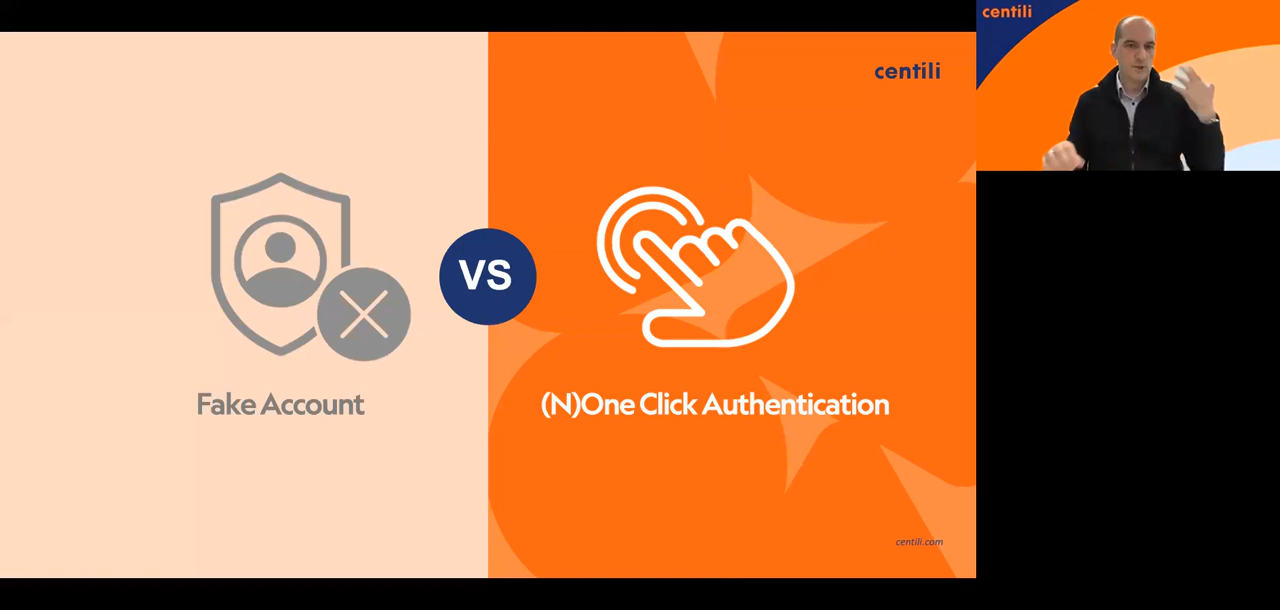 centili
centili
VS
Fake Account
(N)One Click Authentication
centili.com